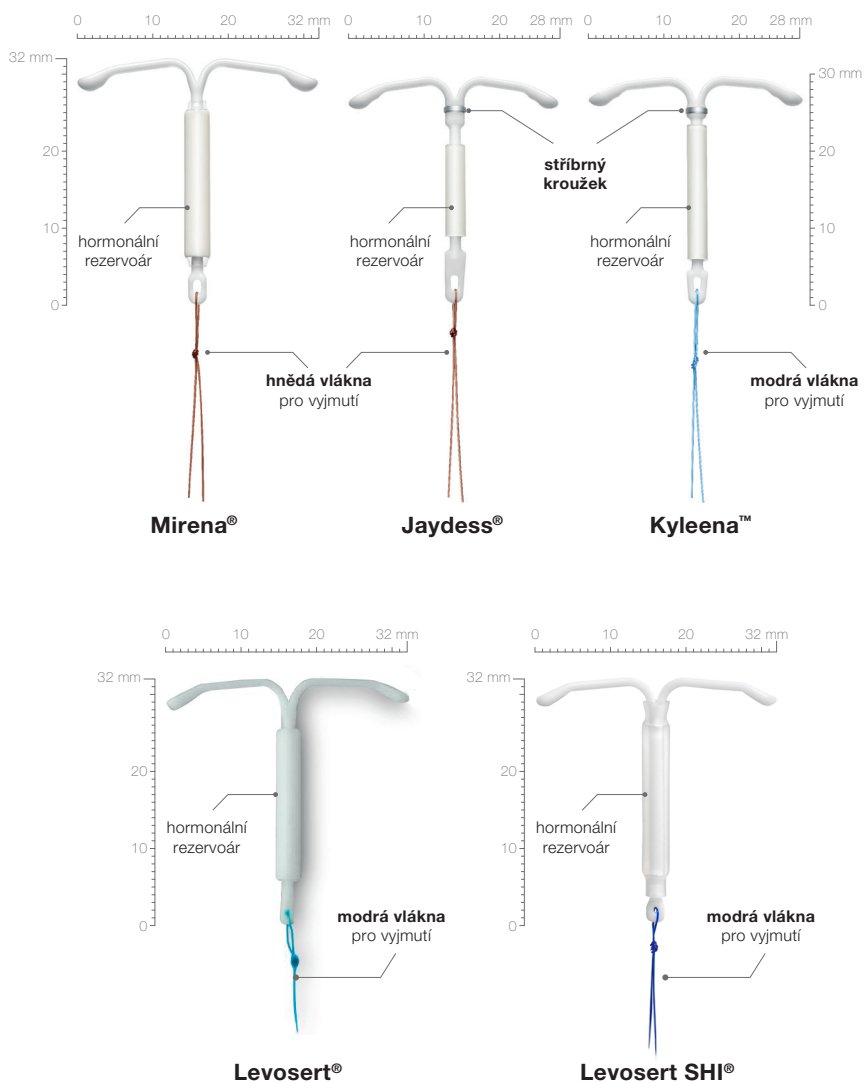 0 10 20 32 mm
0 10 20 28 mm
0 10 20 28 mm
32 mm
20
10
0
30 mm
20
10
0
stříbrný
kroužek
hormonální
rezervoár
hormonální
rezervoár
hormonální
rezervoár
hnědá vlákna
pro vyjmutí
modrá vlákna
pro vyjmutí
Mirena®
Jaydess®
Kyleena™
0 10 20 32 mm
0 10 20 32 mm
32 mm
20
10
0
32 mm
20
10
0
hormonální
rezervoár
hormonální
rezervoár
modrá vlákna
pro vyjmutí
modrá vlákna
pro vyjmutí
Levosert®
Levosert SHI®